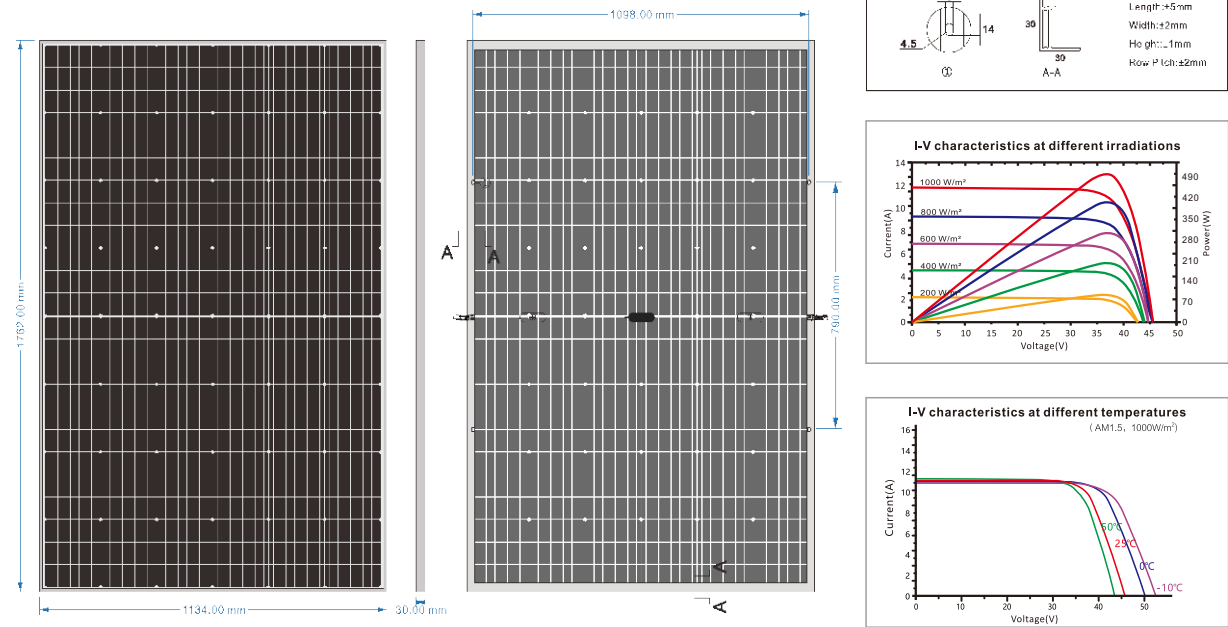 1098.00 mm
1762.00 mm
A
A
790.00 mm
1134.00 mm
30.00 mm
A
A
14
4.5
30
30
A-A
Length:±5mm
Width:±2mm
Row Pitch:±2mm
I-V characteristics at different irradiations
14
12
10
8
6
4
2
0
Current(A)
1000 W/m²
800 W/m²
600 W/m²
400 W/m²
200 W/m²
490
420
350
280
210
140
70
0
Power(W)
0 5 10 15 20 25 30 35 40 45 50
Voltage(V)
I-V characteristics at different temperatures
(AM1.5, 1000W/m²)
16
14
12
10
8
6
4
2
0
Current(A)
50℃
25℃
0℃
-10℃
0 10 20 30 40 50
Voltage(V)